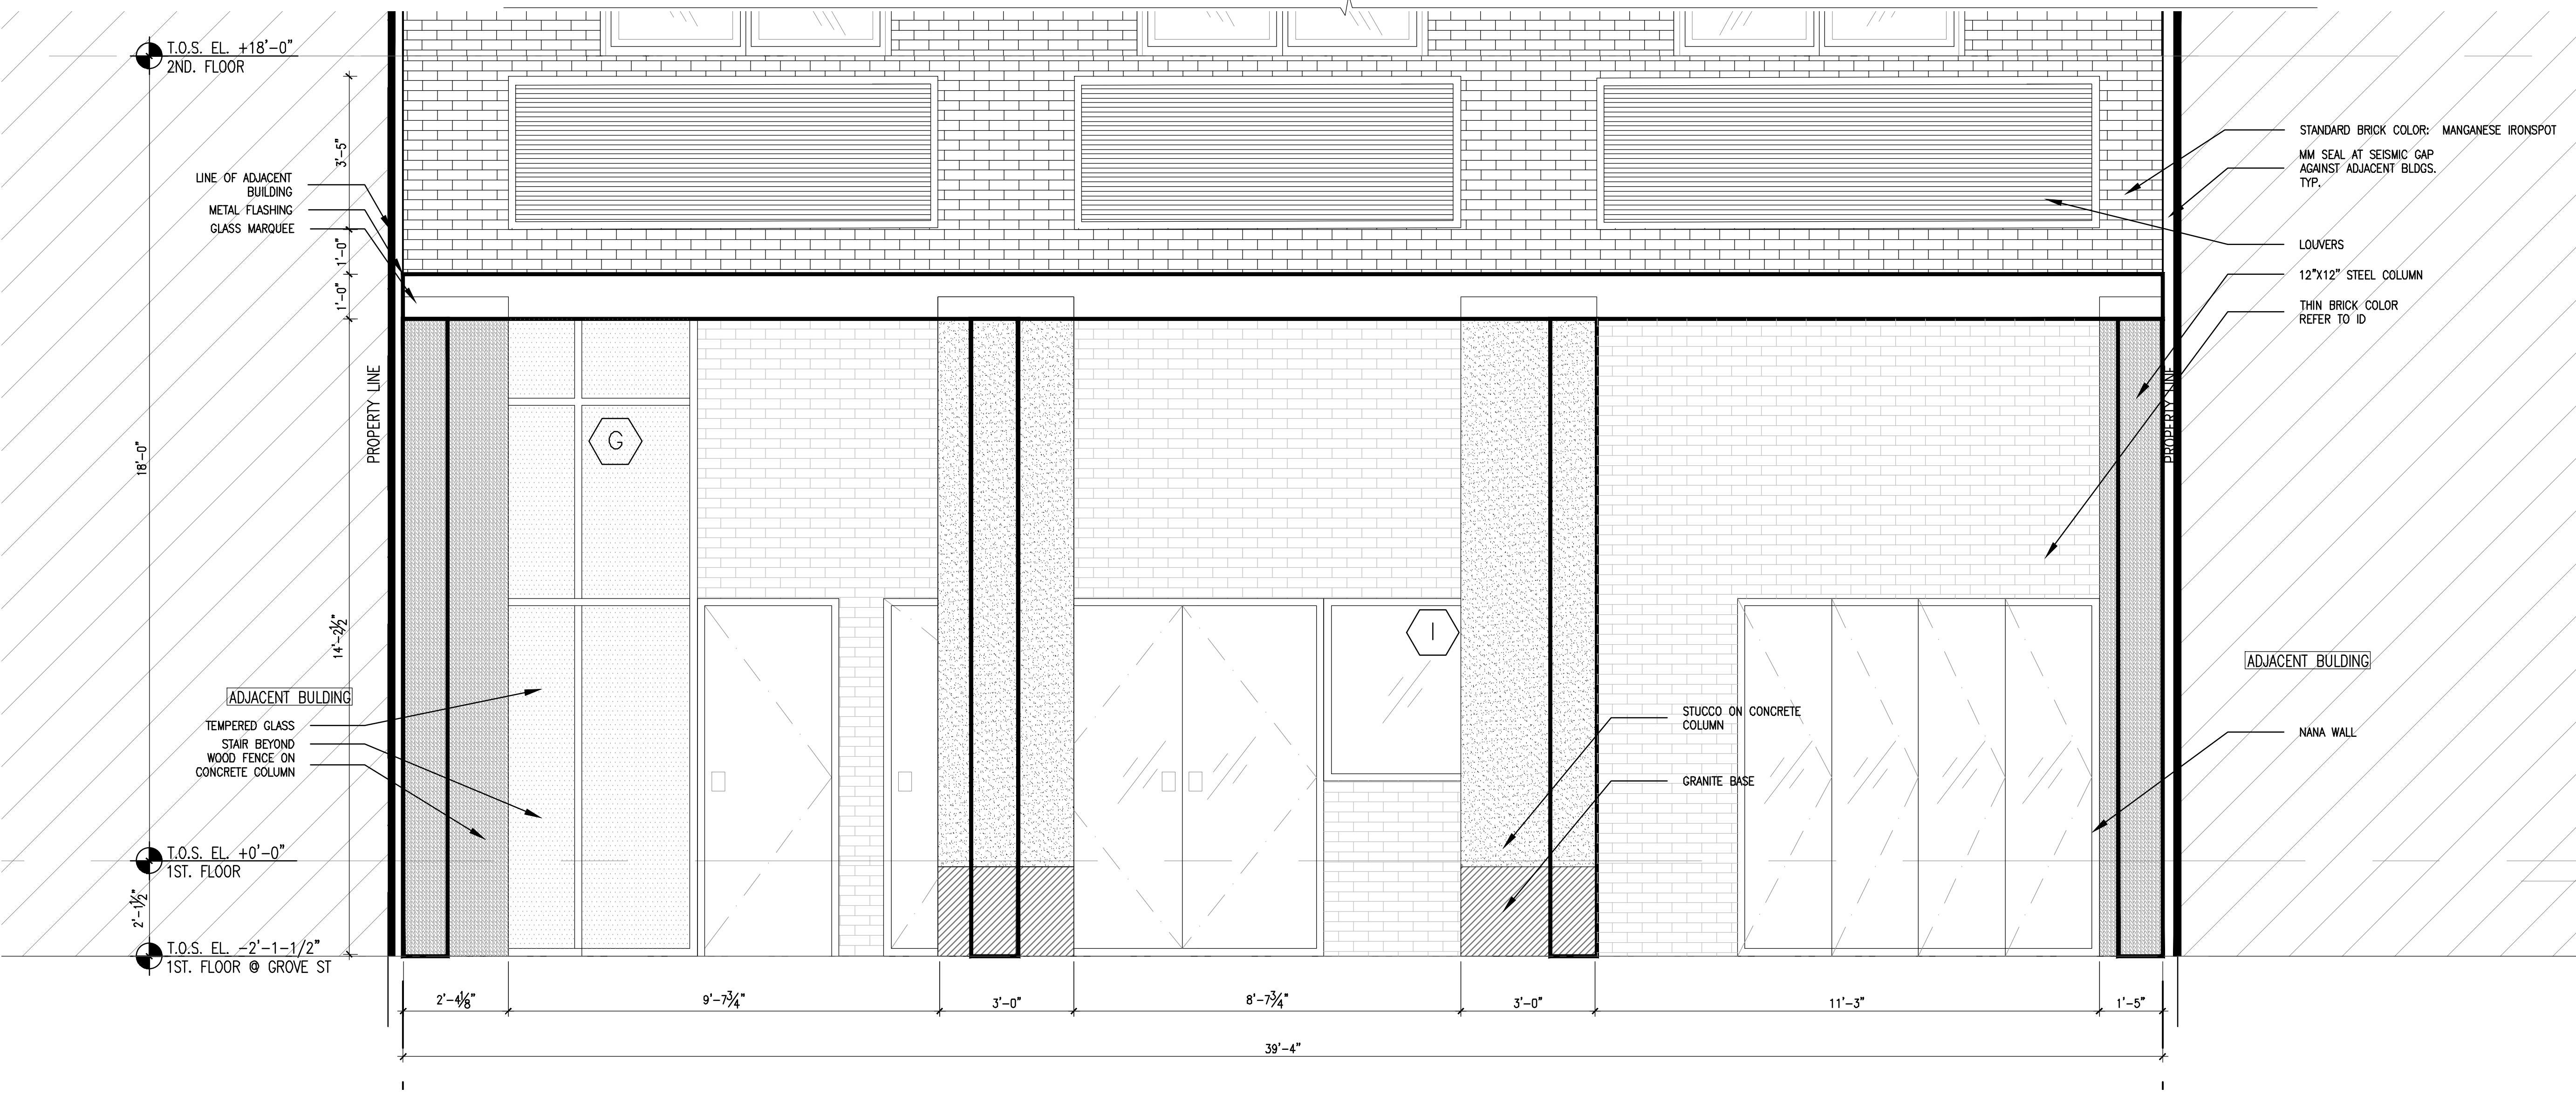 T.O.S. EL. +18'-0"
2ND. FLOOR
3'-5"
LINE OF ADJACENT
BUILDING
METAL FLASHING
GLASS MARQUEE
1'-0"
1'-0"
PROPERTY LINE
18'-0"
14'-2½"
ADJACENT BULDING
TEMPERED GLASS
STAIR BEYOND
WOOD FENCE ON
CONCRETE COLUMN
T.O.S. EL. +0'-0"
1ST. FLOOR
2'-1½"
T.O.S. EL. -2'-1-1/2"
1ST. FLOOR @ GROVE ST
G
I
STUCCO ON CONCRETE
COLUMN
GRANITE BASE
STANDARD BRICK COLOR: MANGANESE IRONSPOT
MM SEAL AT SEISMIC GAP
AGAINST ADJACENT BLDGS.
TYP.
LOUVERS
12"X12" STEEL COLUMN
THIN BRICK COLOR
REFER TO ID
PROPERTY LINE
ADJACENT BULDING
NANA WALL
2'-4⅛"
9'-7¾"
3'-0"
8'-7¾"
3'-0"
11'-3"
1'-5"
39'-4"